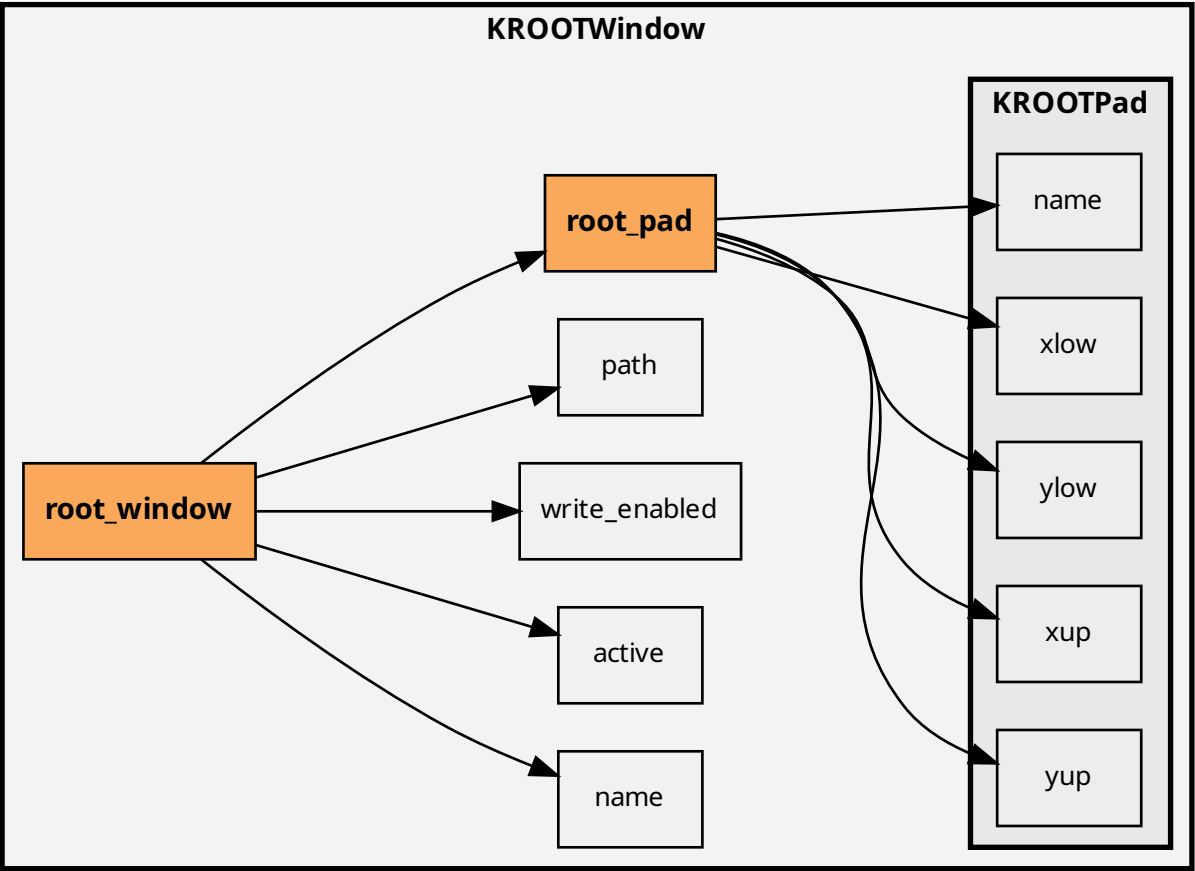 KROOTWindow
KROOTPad
name
root_pad
xlow
path
ylow
root_window
write_enabled
xup
active
yup
name